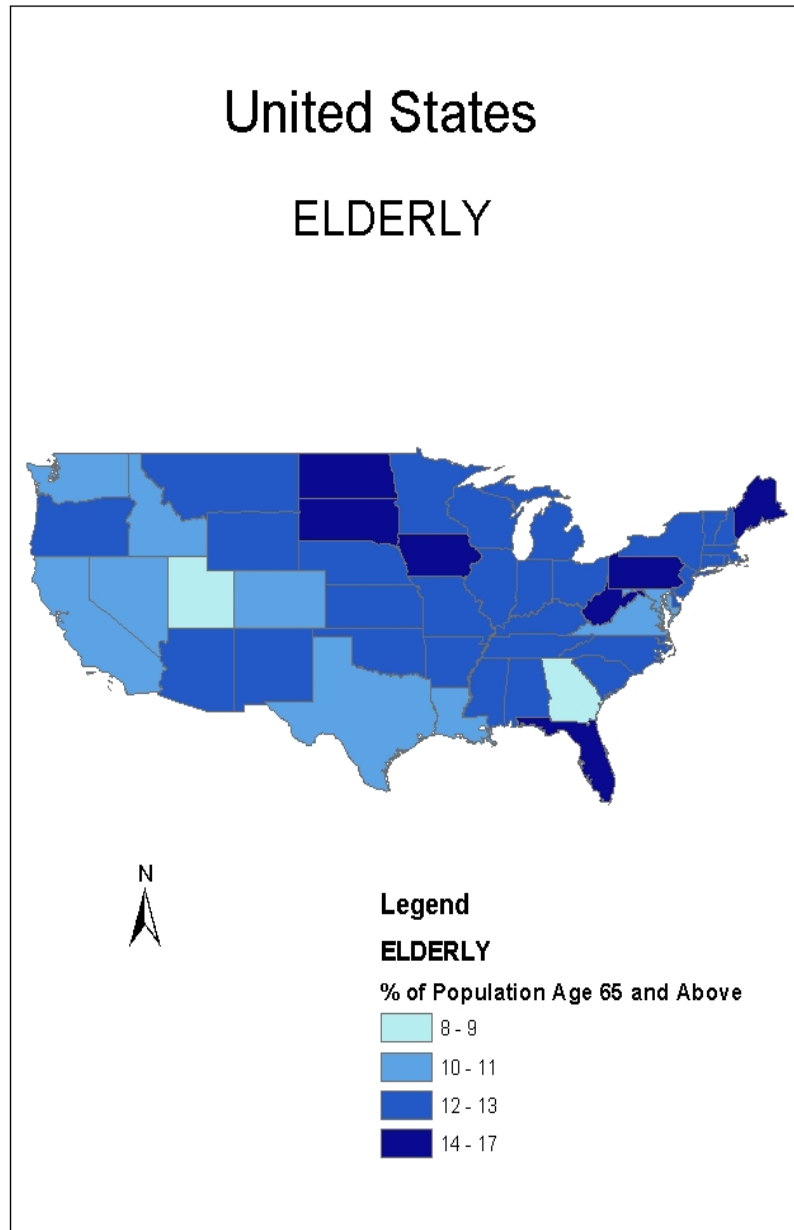 United States
ELDERLY
N
Legend
ELDERLY
% of Population Age 65 and Above
8 - 9
10 - 11
12 - 13
14 - 17